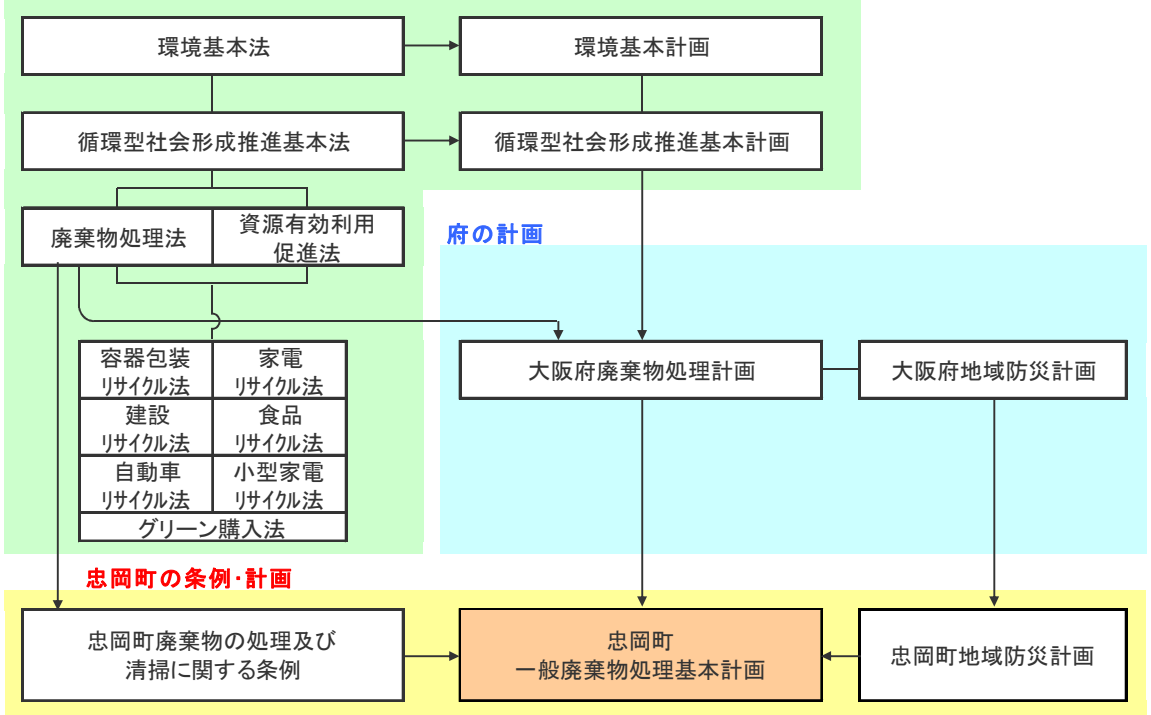 環境基本法
環境基本計画
循環型社会形成推進基本法
循環型社会形成推進基本計画
廃棄物処理法
資源有効利用
促進法
府の計画
容器包装
ﾘｻｲｸﾙ法
家電
ﾘｻｲｸﾙ法
建設
ﾘｻｲｸﾙ法
食品
ﾘｻｲｸﾙ法
自動車
ﾘｻｲｸﾙ法
小型家電
ﾘｻｲｸﾙ法
グリーン購入法
大阪府廃棄物処理計画
大阪府地域防災計画
忠岡町の条例･計画
忠岡町廃棄物の処理及び
清掃に関する条例
忠岡町
一般廃棄物処理基本計画
忠岡町地域防災計画